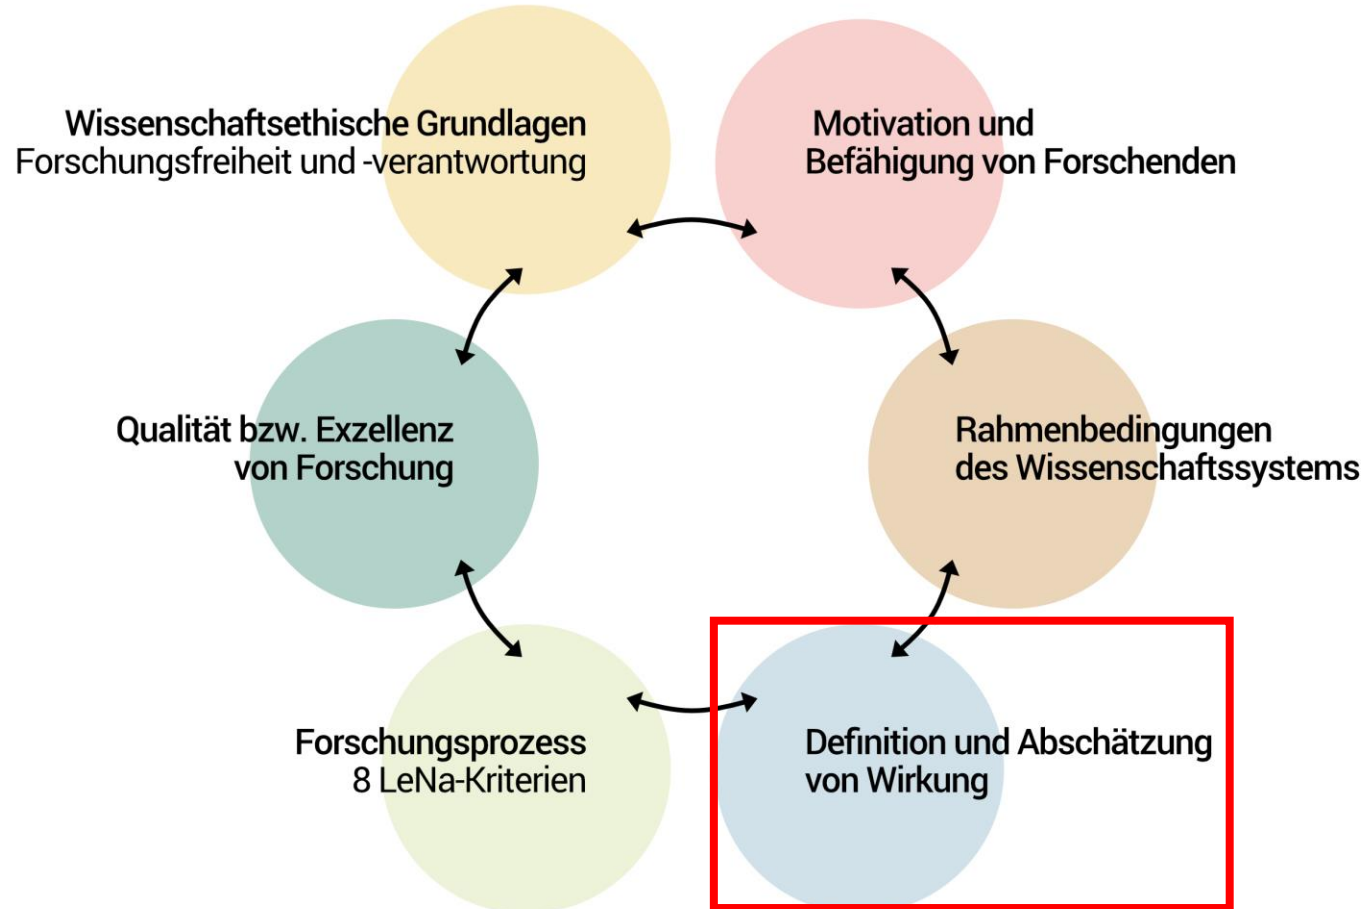 Wissenschaftsethische Grundlagen
Forschungsfreiheit und -verantwortung
Motivation und
Befähigung von Forschenden
Qualität bzw. Exzellenz
von Forschung
Rahmenbedingungen
des Wissenschaftssystems
Forschungsprozess
8 LeNa-Kriterien
Definition und Abschätzung
von Wirkung